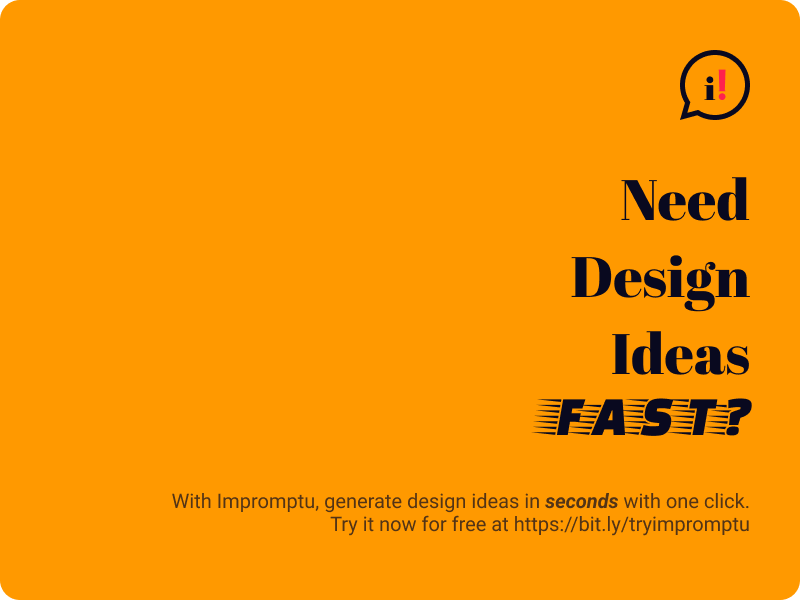 i!
Need
Design
Ideas
FAST?
With Impromptu, generate design ideas in seconds with one click.
Try it now for free at https://bit.ly/tryimpromptu